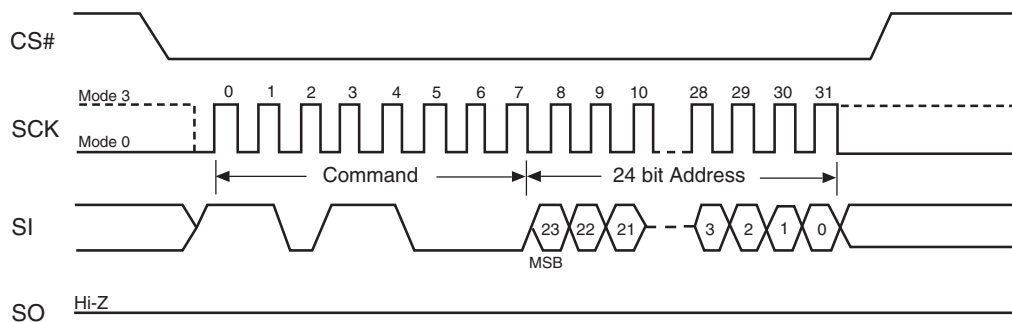 CS#
Mode 3
0 1 2 3 4 5 6 7 8 9 10 28 29 30 31
SCK
Mode 0
Command 24 bit Address
SI
23 22 21 3 2 1 0
MSB
Hi-Z
SO